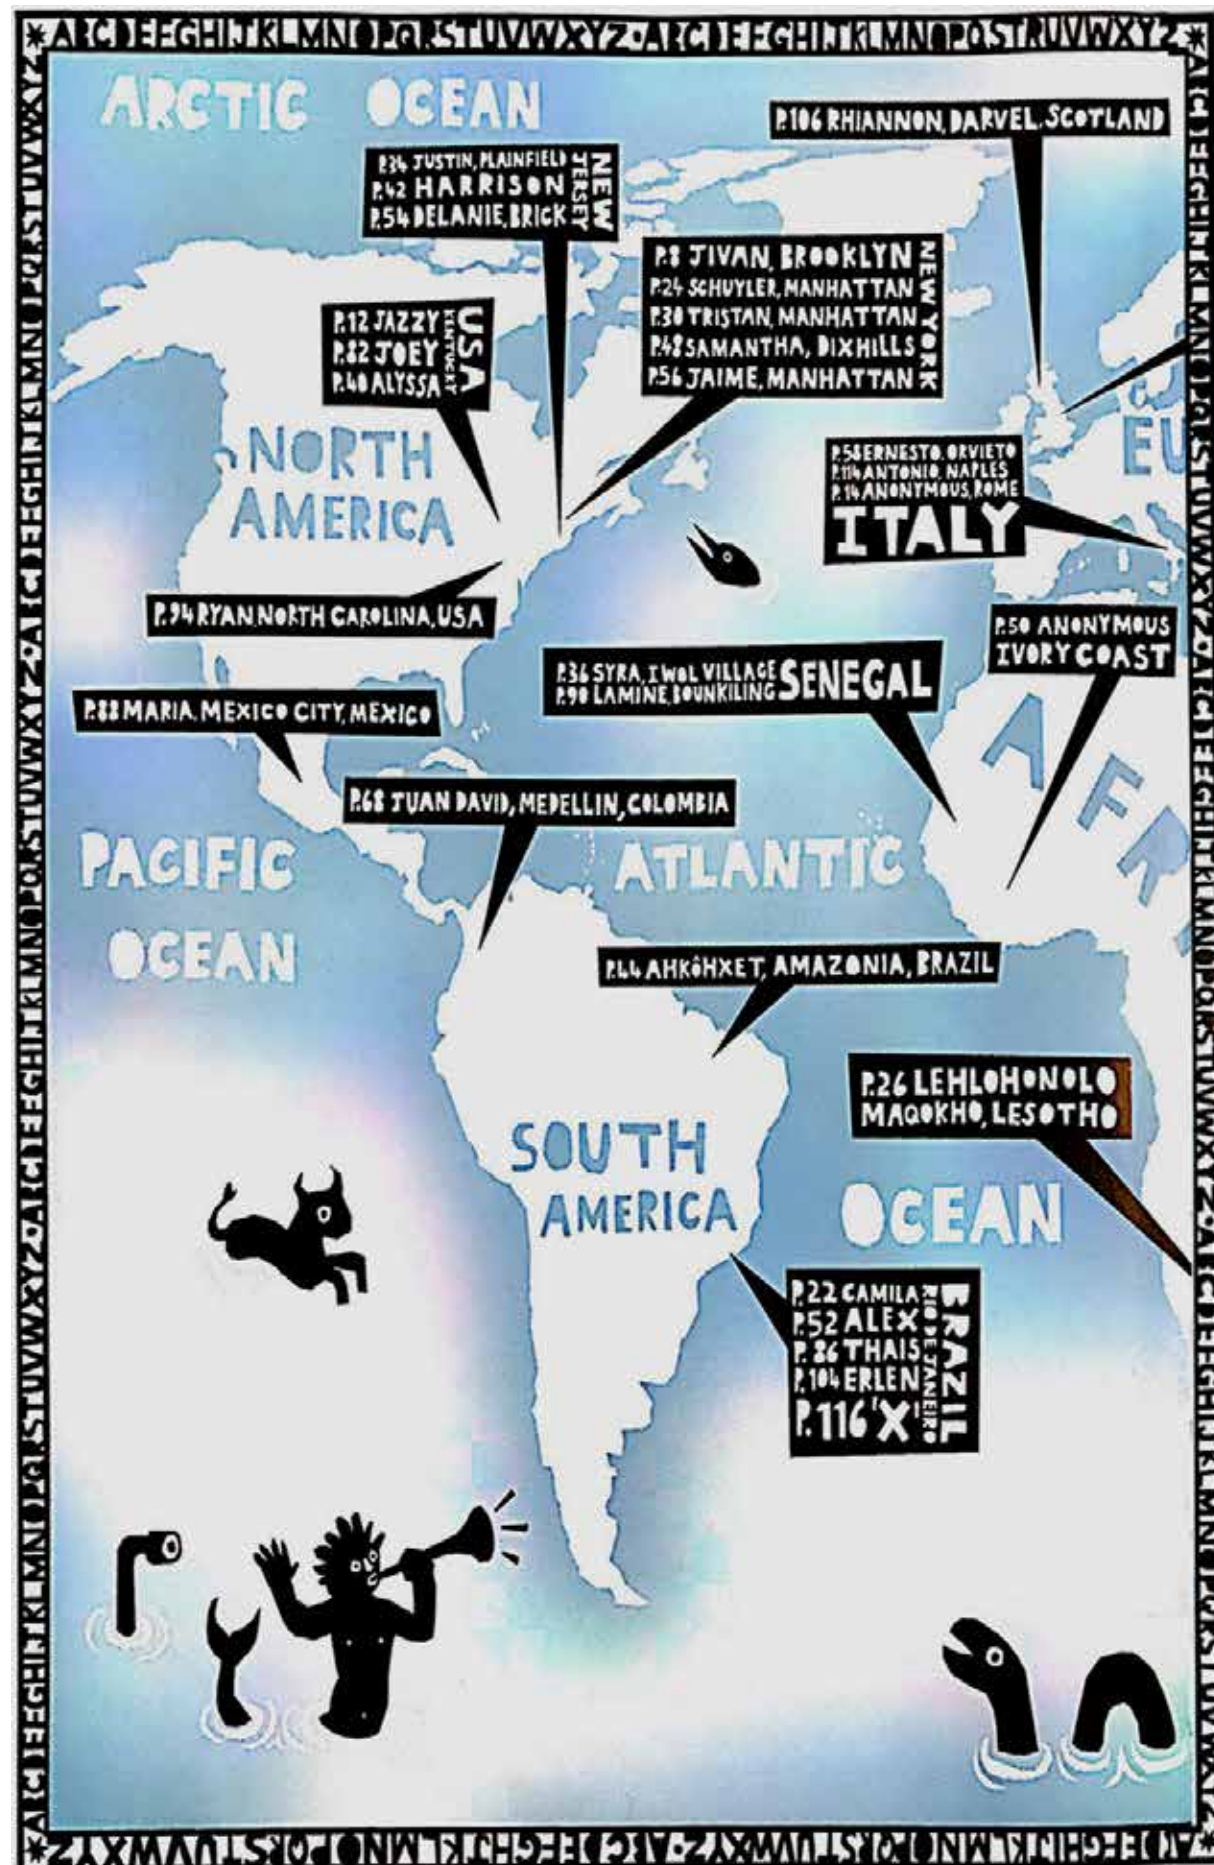 ARCTIC OCEAN
P.106 RHIANNON, DARVEL, SCOTLAND
P.34 JUSTIN, PLAINFIELD
P.42 HARRISON
P.54 DELANIE, BRICK
NEW
JERSEY
P.8 JIVAN, BROOKLYN
P.24 SCHUYLER, MANHATTAN
P.30 TRISTAN, MANHATTAN
P.48 SAMANTHA, DIXHILLS
P.56 JAIME, MANHATTAN
NEW YORK
P.12 JAZZY
P.82 JOEY
P.40 ALYSSA
KENTUCKY
USA
NORTH
AMERICA
EU
P.58 ERNESTO, ORVIETO
P.114 ANTONIO, NAPLES
P.14 ANONYMOUS, ROME
ITALY
P.94 RYAN, NORTH CAROLINA, USA
P.50 ANONYMOUS
IVORY COAST
P.36 SYRA, IWOL VILLAGE
P.90 LAMINE, BOUNKILING
SENEGAL
P.88 MARIA, MEXICO CITY, MEXICO
AFR
P.68 JUAN DAVID, MEDELLIN, COLOMBIA
PACIFIC
OCEAN
ATLANTIC
P.44 AHKÔHXET, AMAZONIA, BRAZIL
P.26 LEHLOHONOLO
MAQOKHO, LESOTHO
SOUTH
AMERICA
OCEAN
P.22 CAMILA
P.52 ALEX
P.86 THAIS
P.104 ERLEN
P.116 'X'
RIO DE JANEIRO
BRAZIL